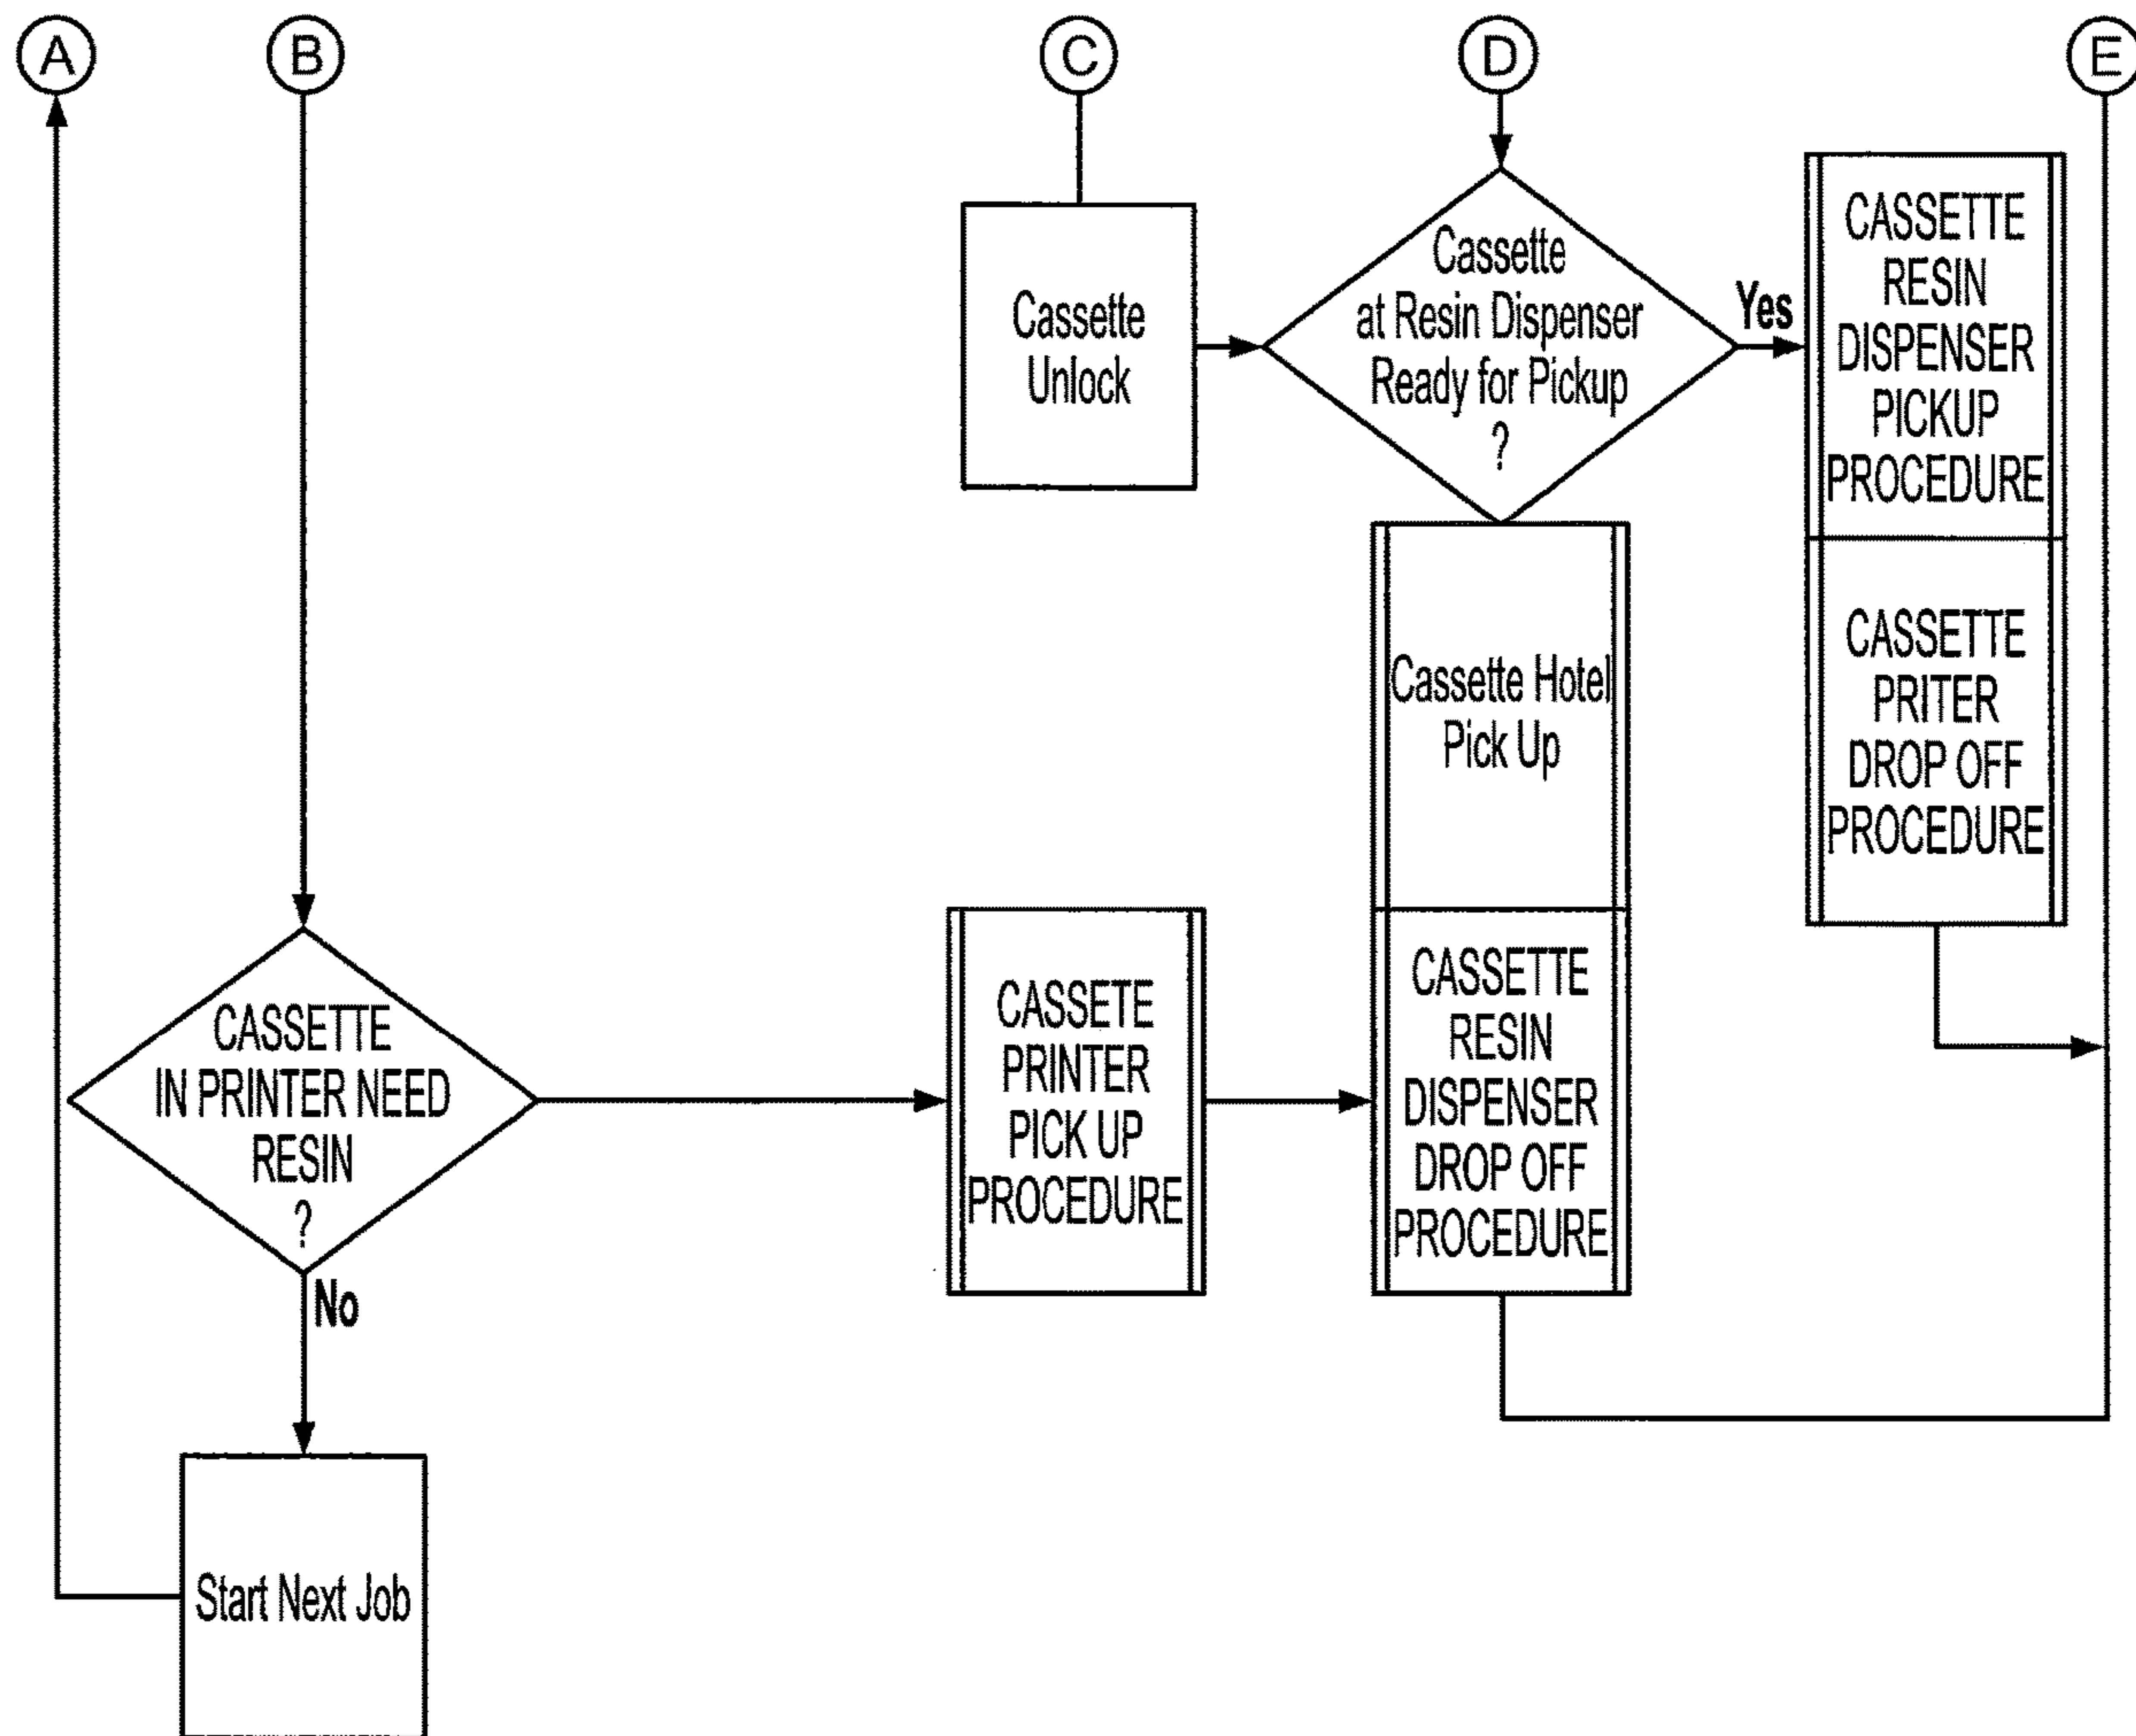 A
B
C
D
E
Cassette
Unlock
Cassette
at Resin Dispenser
Ready for Pickup
?
Yes
CASSETTE
RESIN
DISPENSER
PICKUP
PROCEDURE
CASSETTE
PRITER
DROP OFF
PROCEDURE
Cassette Hotel
Pick Up
CASSETTE
IN PRINTER NEED
RESIN
?
No
CASSETE
PRINTER
PICK UP
PROCEDURE
CASSETTE
RESIN
DISPENSER
DROP OFF
PROCEDURE
Start Next Job